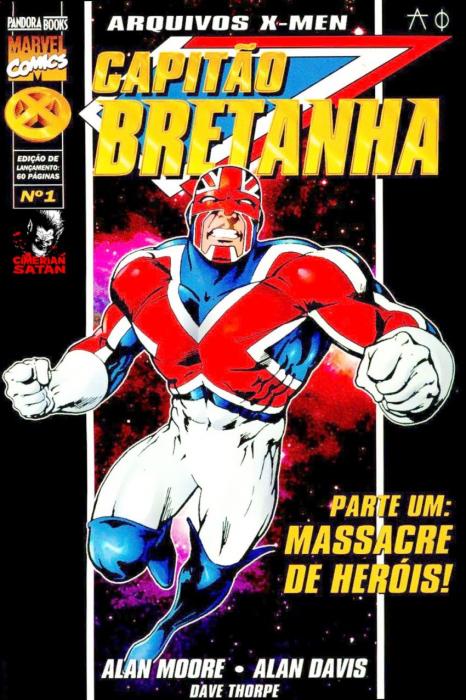 PANDORA BOOKS
MARVEL
COMICS
X
EDIÇÃO DE
LANÇAMENTO:
60 PÁGINAS
Nº1
CIMERIAN
SATAN
ARQUIVOS X-MEN
CAPITÃO
BRETANHA
PARTE UM:
MASSACRE
DE HERÓIS!
ALAN MOORE • ALAN DAVIS
DAVE THORPE